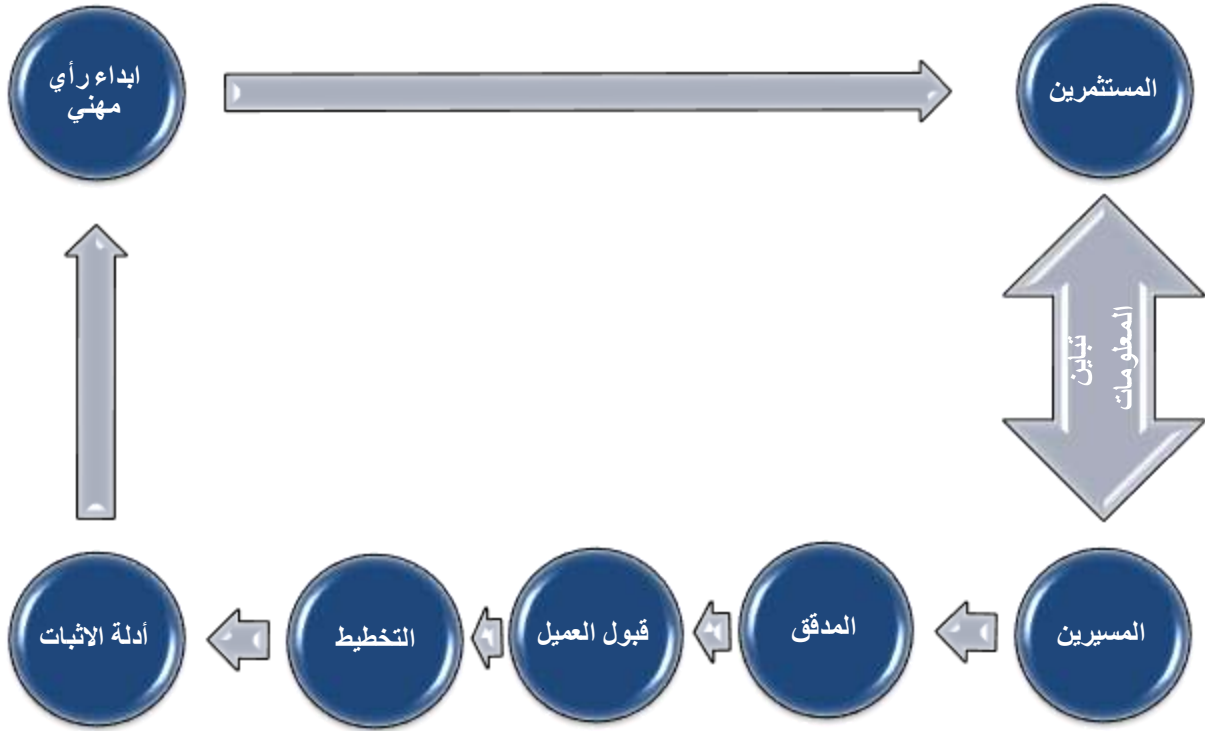 المستثمرين
ابداء رأي
مهني
تباين
المعلومات
المسيرين
المدقق
قبول العميل
التخطيط
أدلة الاثبات